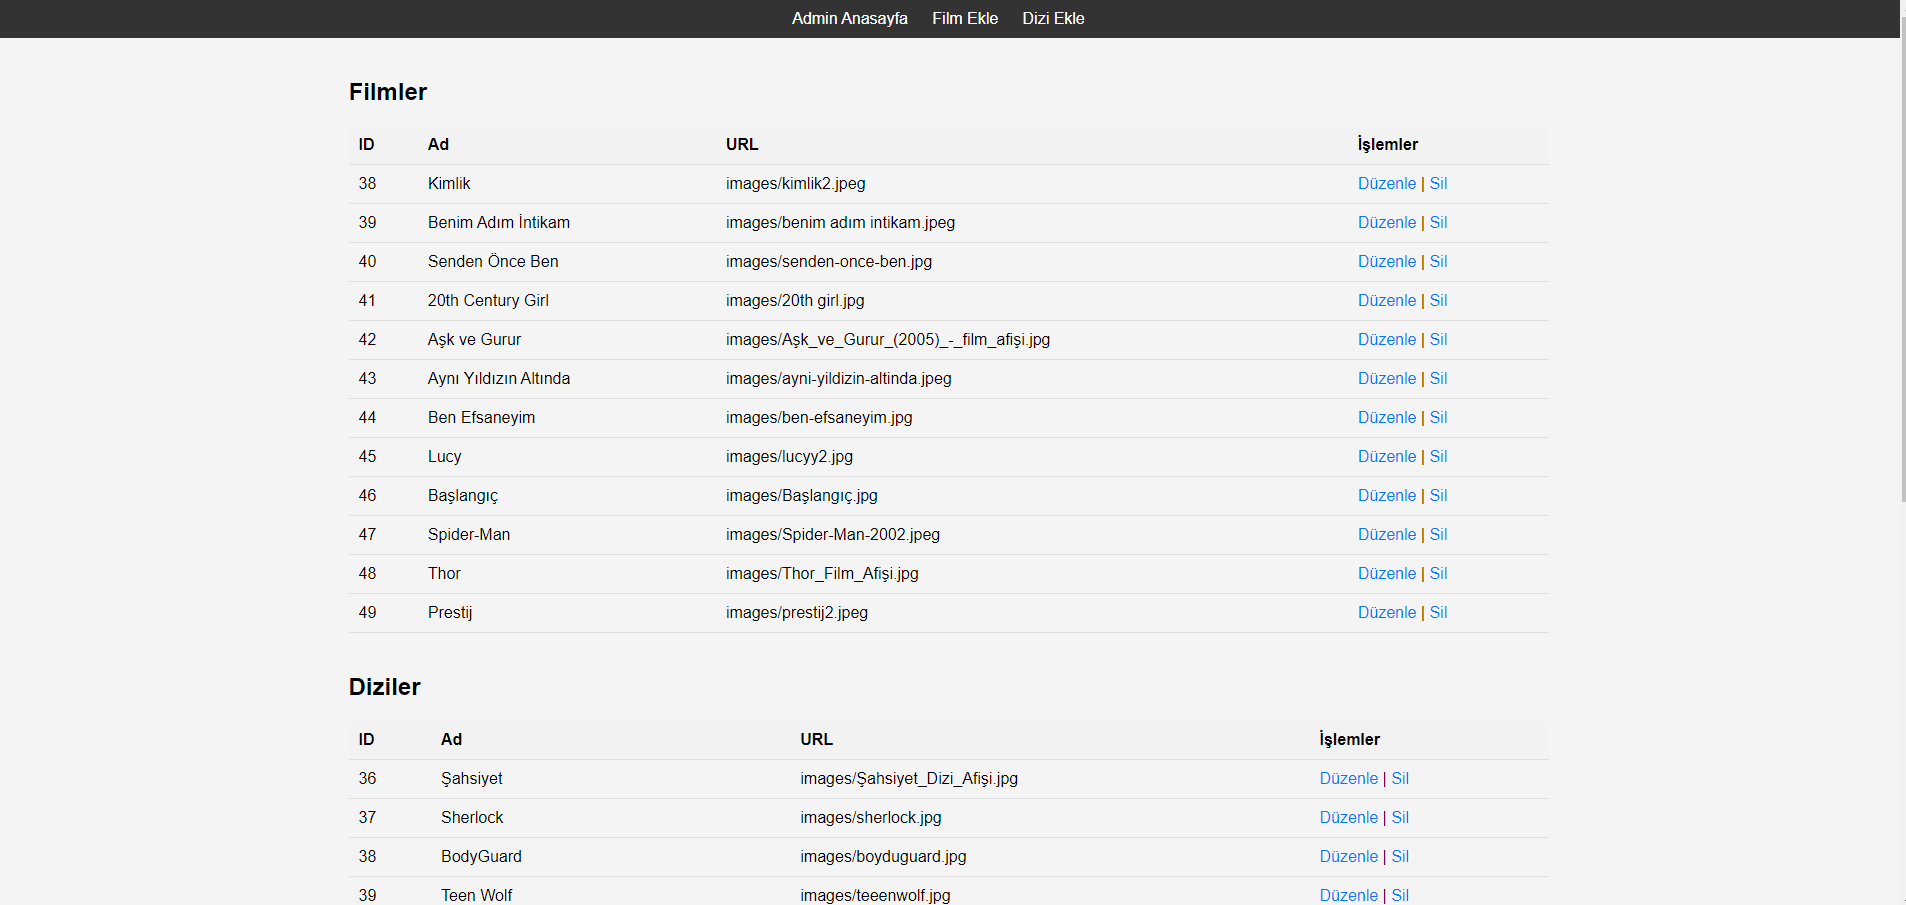 Admin Anasayfa Film Ekle Dizi Ekle
Filmler
ID Ad URL İşlemler
38 Kimlik images/kimlik2.jpeg Düzenle | Sil
39 Benim Adım İntikam images/benim adım intikam.jpeg Düzenle | Sil
40 Senden Önce Ben images/senden-once-ben.jpg Düzenle | Sil
41 20th Century Girl images/20th girl.jpg Düzenle | Sil
42 Aşk ve Gurur images/Aşk_ve_Gurur_(2005)_-_film_afişi.jpg Düzenle | Sil
43 Aynı Yıldızın Altında images/ayni-yildizin-altinda.jpeg Düzenle | Sil
44 Ben Efsaneyim images/ben-efsaneyim.jpg Düzenle | Sil
45 Lucy images/lucyy2.jpg Düzenle | Sil
46 Başlangıç images/Başlangıç.jpg Düzenle | Sil
47 Spider-Man images/Spider-Man-2002.jpeg Düzenle | Sil
48 Thor images/Thor_Film_Afişi.jpg Düzenle | Sil
49 Prestij images/prestij2.jpeg Düzenle | Sil
Diziler
ID Ad URL İşlemler
36 Şahsiyet images/Şahsiyet_Dizi_Afişi.jpg Düzenle | Sil
37 Sherlock images/sherlock.jpg Düzenle | Sil
38 BodyGuard images/boyduguard.jpg Düzenle | Sil
39 Teen Wolf images/teeenwolf.jpg Düzenle | Sil